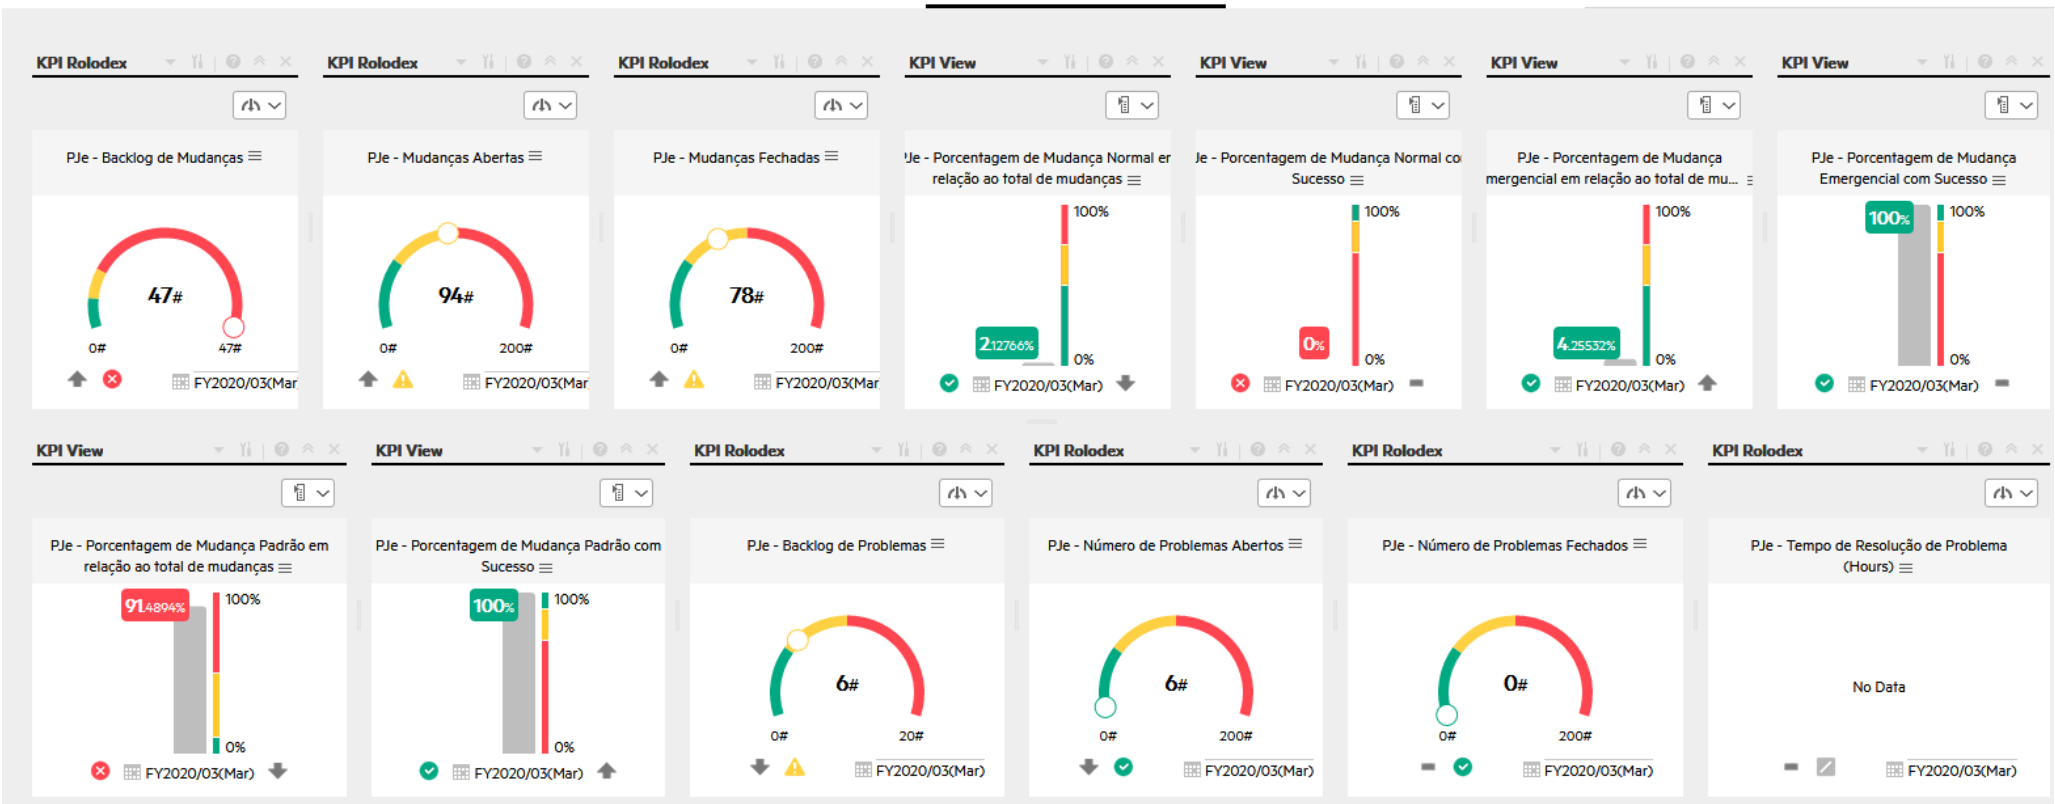 KPI Rolodex
KPI Rolodex
KPI Rolodex
KPI View
KPI View
KPI View
KPI View
PJe - Backlog de Mudanças
47#
0#
47#
FY2020/03(Mar)
PJe - Mudanças Abertas
94#
0#
200#
FY2020/03(Mar
PJe - Mudanças Fechadas
78#
0#
200#
FY2020/03(Mar
PJe - Porcentagem de Mudança Normal er
relação ao total de mudanças
100%
2.12766%
0%
FY2020/03(Mar)
Je - Porcentagem de Mudança Normal co
Sucesso
100%
0%
0%
FY2020/03(Mar)
PJe - Porcentagem de Mudança
mergencial em relação ao total de mu...
100%
4.25532%
0%
FY2020/03(Mar)
PJe - Porcentagem de Mudança
Emergencial com Sucesso
100%
100%
0%
FY2020/03(Mar)
KPI View
KPI View
KPI Rolodex
KPI Rolodex
KPI Rolodex
KPI Rolodex
PJe - Porcentagem de Mudança Padrão em
relação ao total de mudanças
91.4894%
100%
0%
FY2020/03(Mar)
PJe - Porcentagem de Mudança Padrão com
Sucesso
100%
100%
0%
FY2020/03(Mar)
PJe - Backlog de Problemas
6#
0#
20#
FY2020/03(Mar)
PJe - Número de Problemas Abertos
6#
0#
200#
FY2020/03(Mar)
PJe - Número de Problemas Fechados
0#
0#
200#
FY2020/03(Mar)
PJe - Tempo de Resolução de Problema
(Hours)
No Data
FY2020/03(Mar)